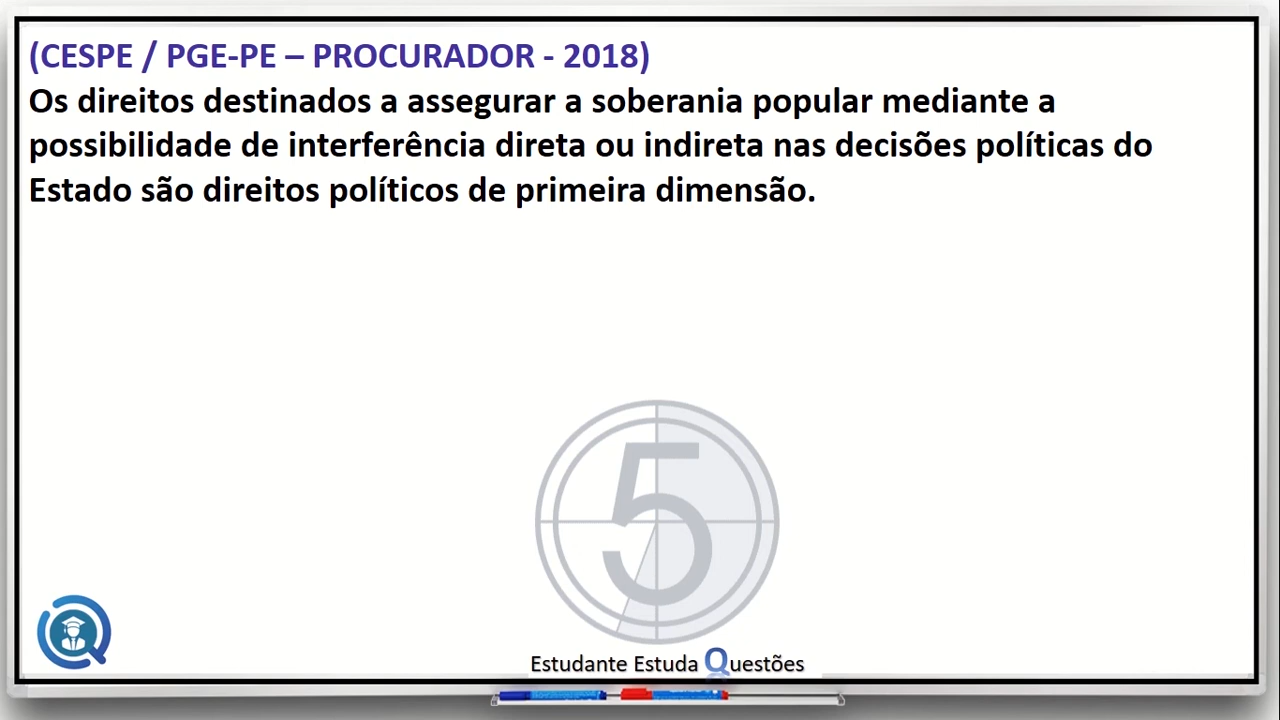 (CESPE / PGE-PE – PROCURADOR - 2018)
Os direitos destinados a assegurar a soberania popular mediante a
possibilidade de interferência direta ou indireta nas decisões políticas do
Estado são direitos políticos de primeira dimensão.
5
Estudante Estuda Questões